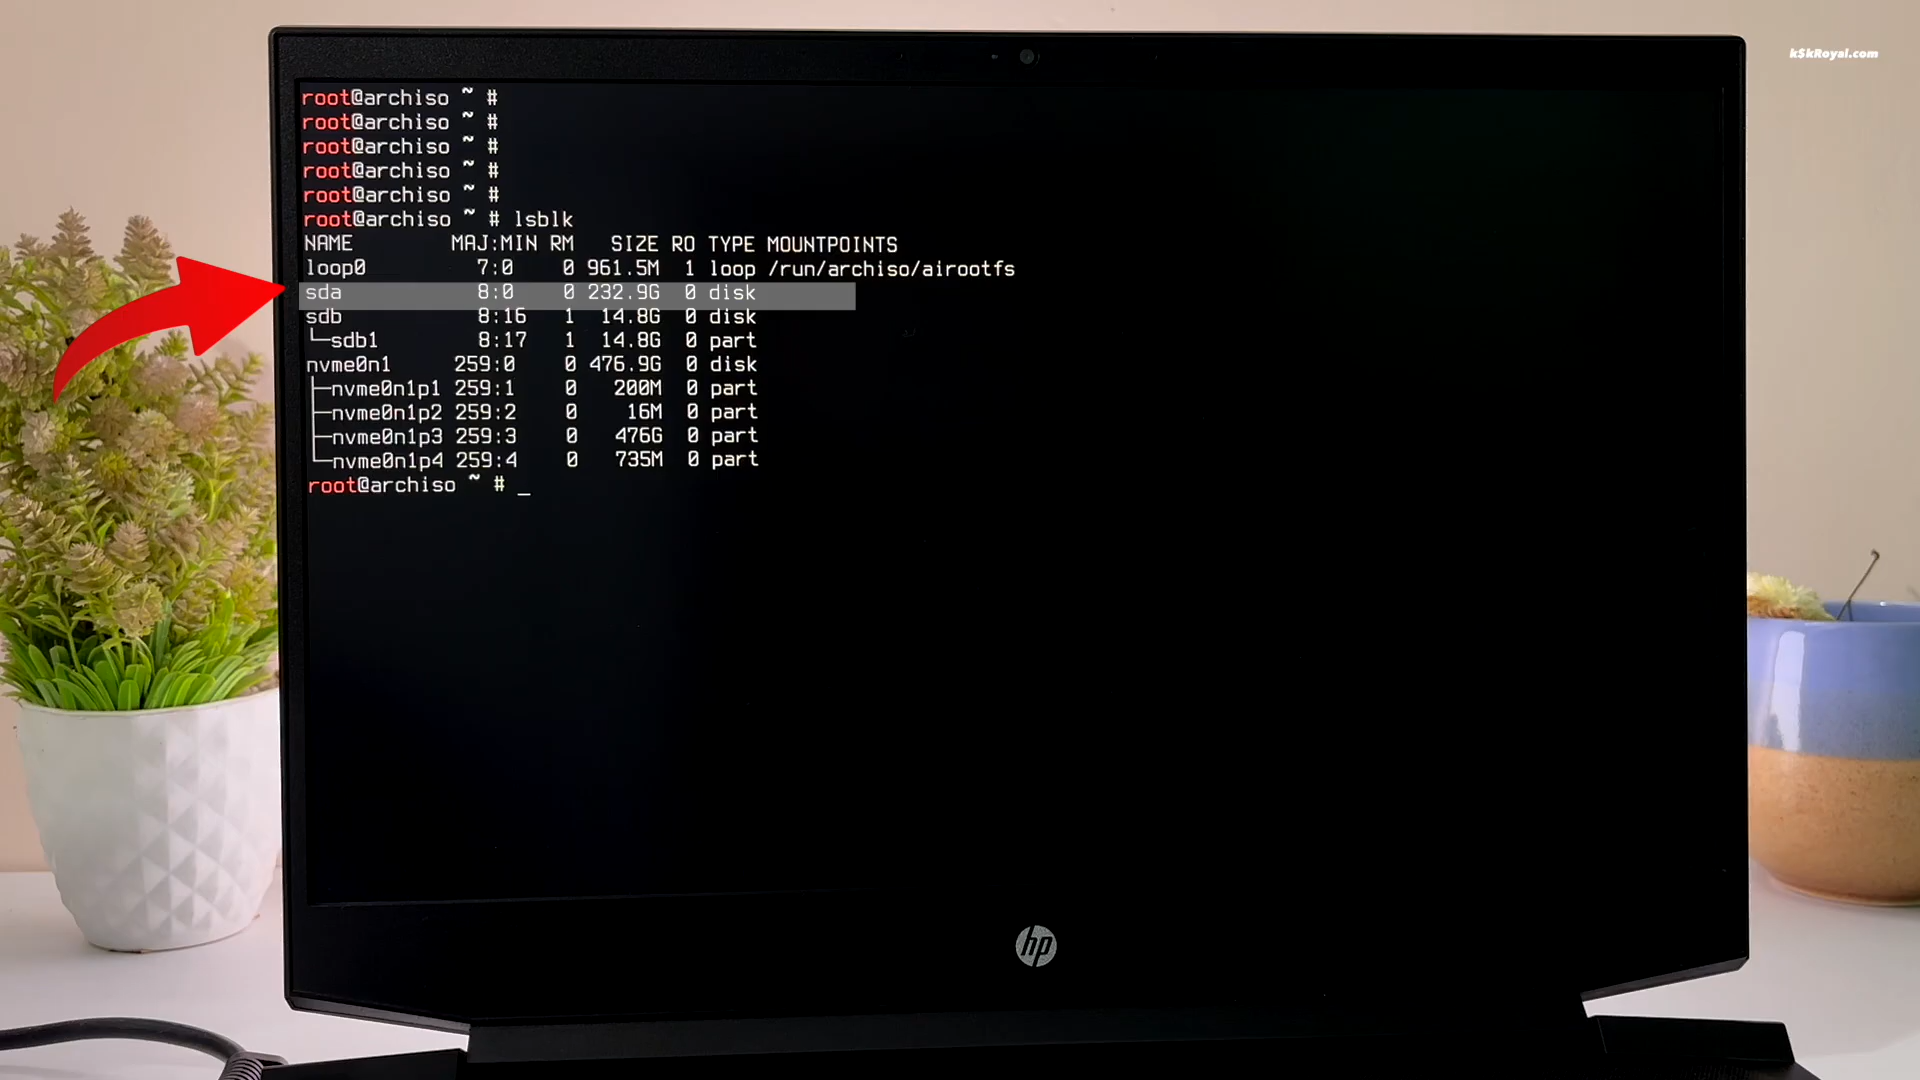 k$kRoyal.com
root@archiso ~ #
root@archiso ~ #
root@archiso ~ #
root@archiso ~ #
root@archiso ~ #
root@archiso ~ # lsblk
NAME        MAJ:MIN RM   SIZE RO TYPE MOUNTPOINTS
loop0         7:0    0 961.5M  1 loop /run/archiso/airootfs
sda           8:0    0 232.9G  0 disk
sdb           8:16   1  14.8G  0 disk
└─sdb1        8:17   1  14.8G  0 part
nvme0n1     259:0    0 476.9G  0 disk
├─nvme0n1p1 259:1    0   200M  0 part
├─nvme0n1p2 259:2    0    16M  0 part
├─nvme0n1p3 259:3    0   476G  0 part
└─nvme0n1p4 259:4    0   735M  0 part
root@archiso ~ # _
hp